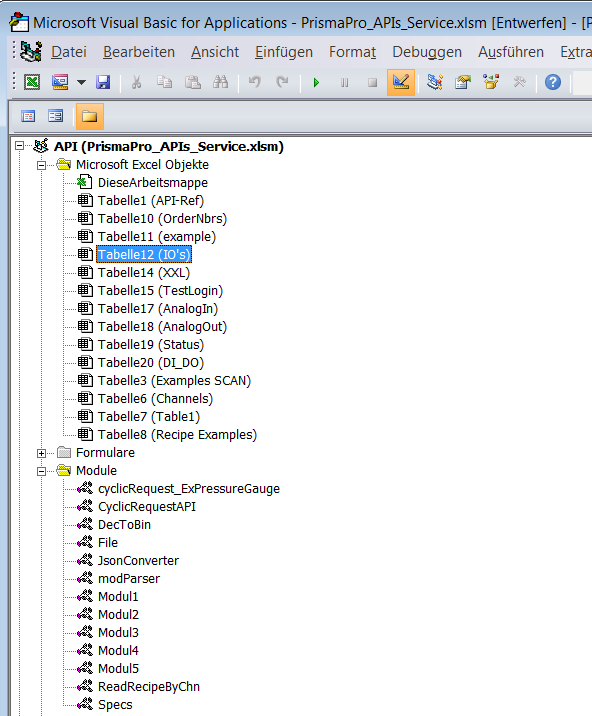 Microsoft Visual Basic for Applications - PrismaPro_APIs_Service.xlsm [Entwerfen] - [P
Datei Bearbeiten Ansicht Einfügen Format Debuggen Ausführen Extra
API (PrismaPro_APIs_Service.xlsm)
Microsoft Excel Objekte
DieseArbeitsmappe
Tabelle1 (API-Ref)
Tabelle10 (OrderNbrs)
Tabelle11 (example)
Tabelle12 (IO's)
Tabelle14 (XXL)
Tabelle15 (TestLogin)
Tabelle17 (AnalogIn)
Tabelle18 (AnalogOut)
Tabelle19 (Status)
Tabelle20 (DI_DO)
Tabelle3 (Examples SCAN)
Tabelle6 (Channels)
Tabelle7 (Table1)
Tabelle8 (Recipe Examples)
Formulare
Module
cyclicRequest_ExPressureGauge
CyclicRequestAPI
DecToBin
File
JsonConverter
modParser
Modul1
Modul2
Modul3
Modul4
Modul5
ReadRecipeByChn
Specs